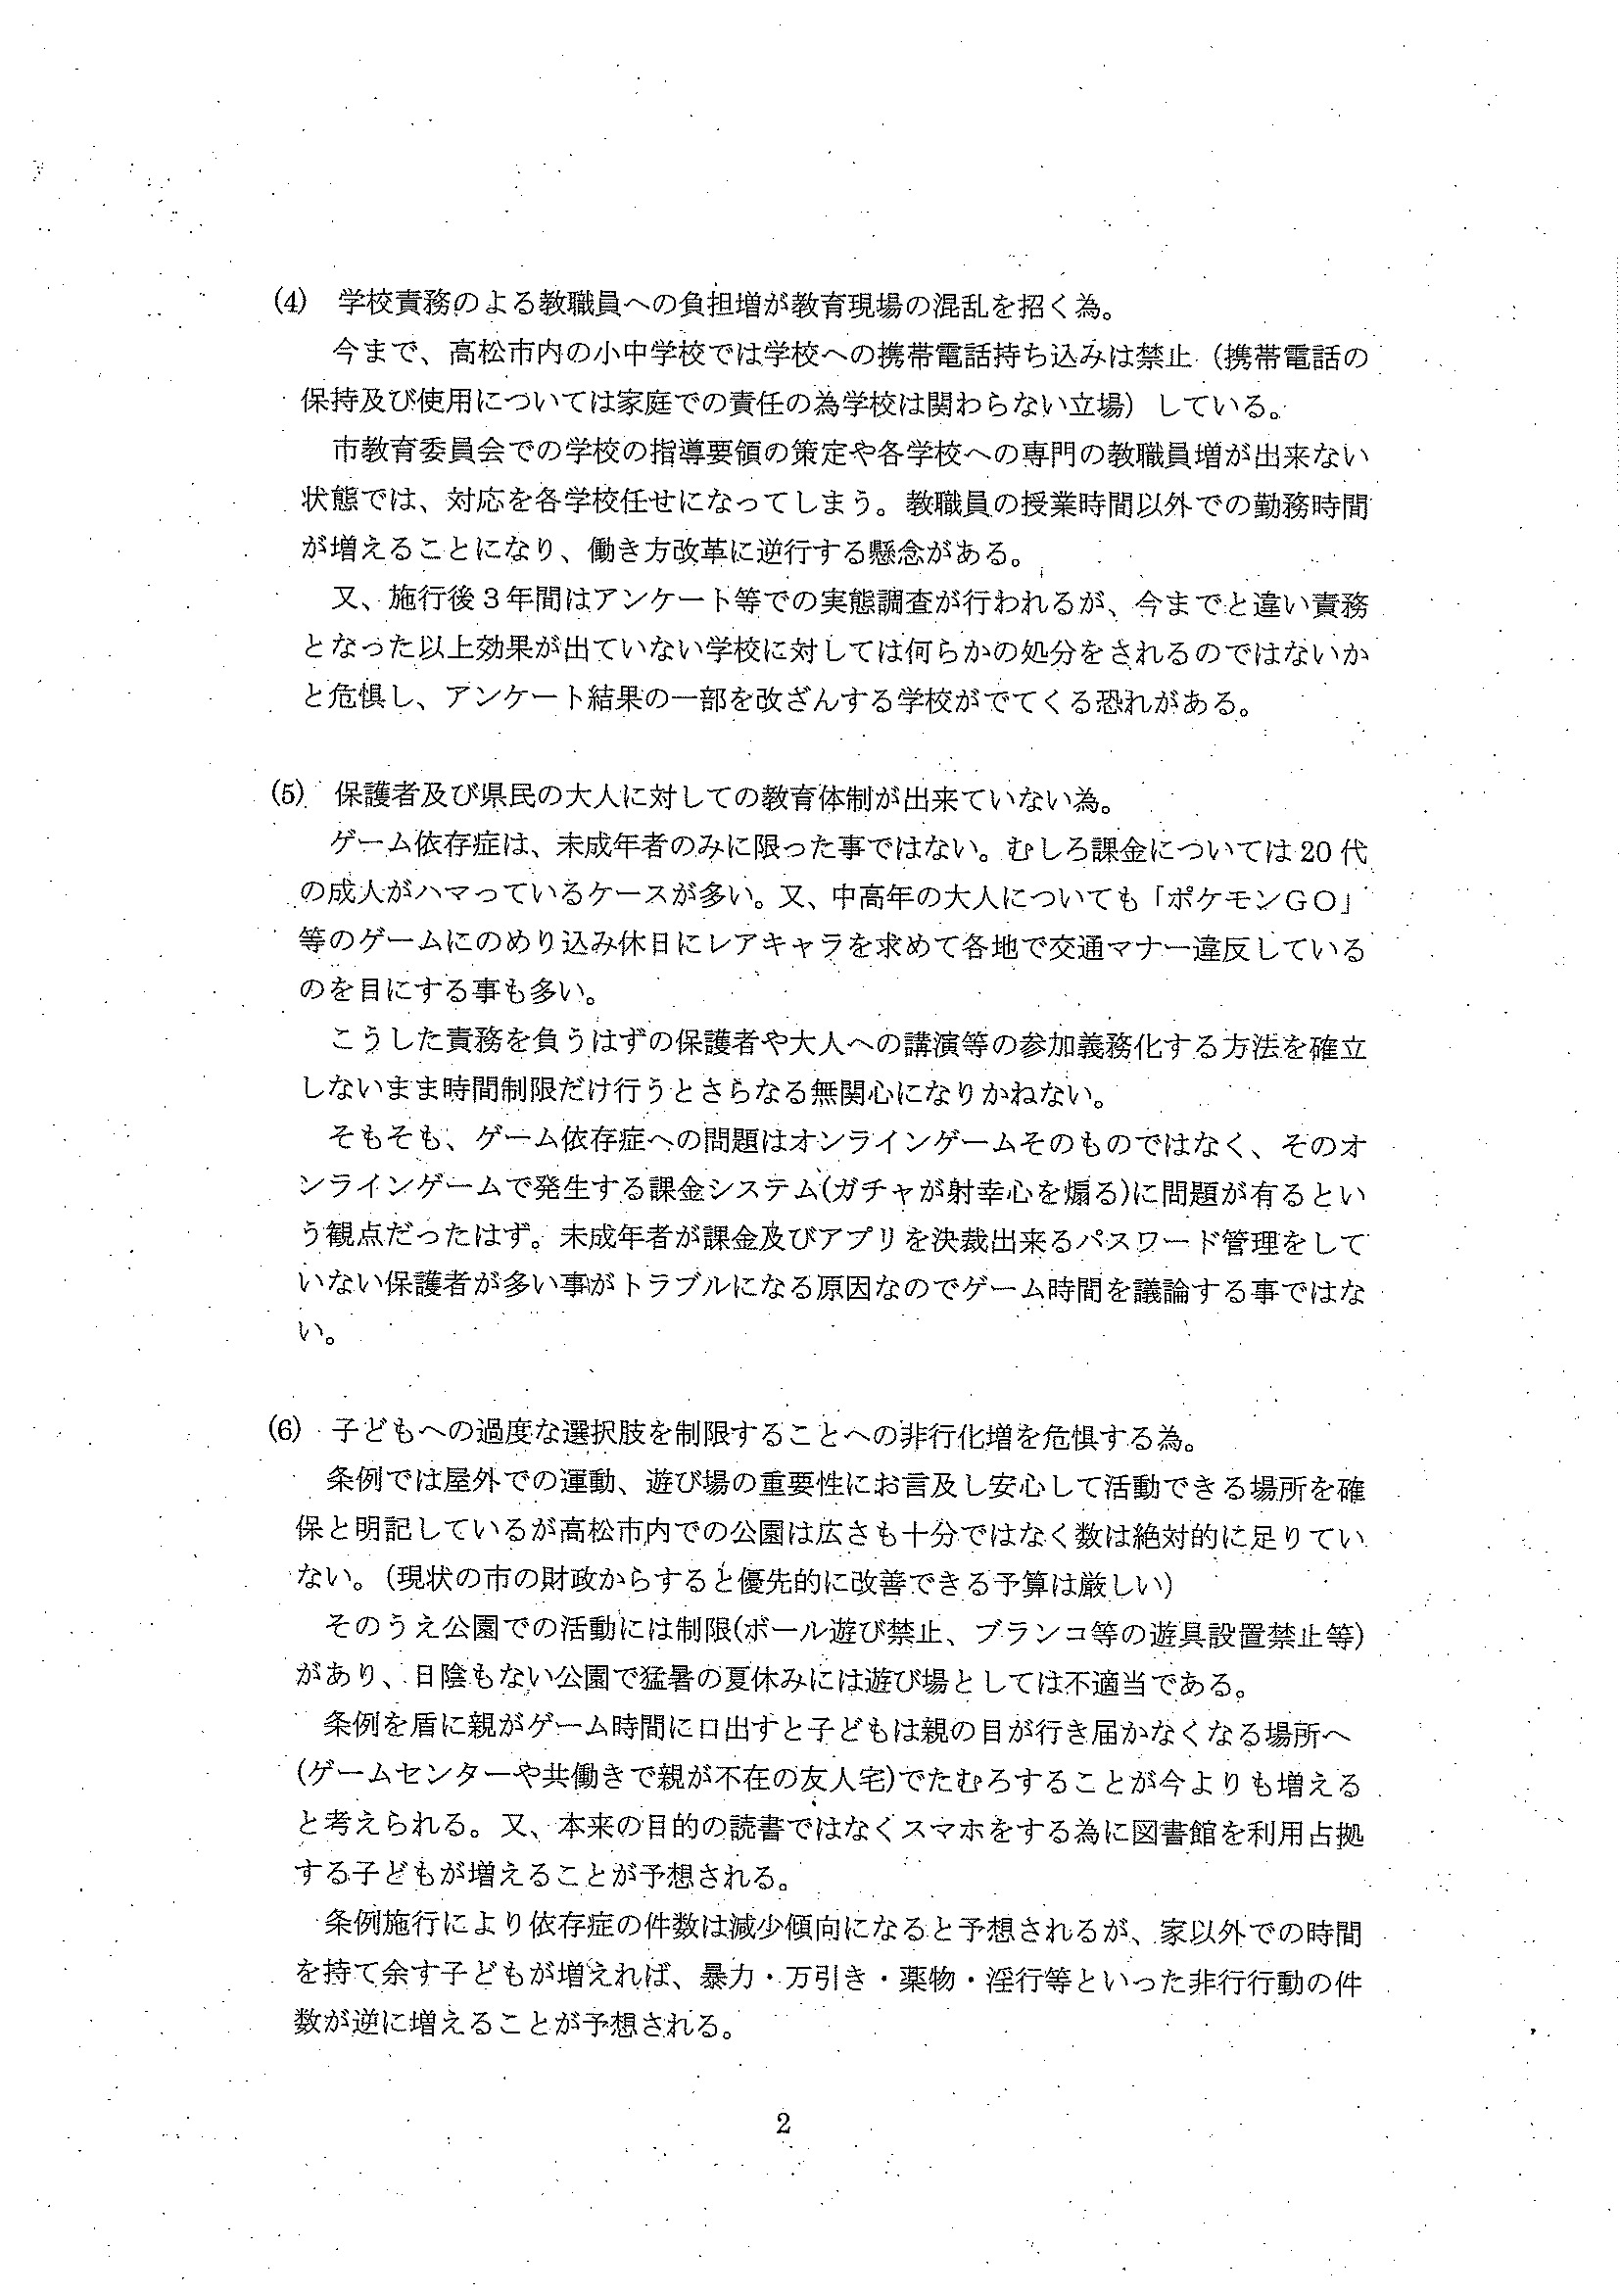 (4)　学校責務のよる教職員への負担増が教育現場の混乱を招く為。
今まで、高松市内の小中学校では学校への携帯電話持ち込みは禁止（携帯電話の
保持及び使用については家庭での責任の為学校は関わらない立場）している。
市教育委員会での学校の指導要領の策定や各学校への専門の教職員増が出来ない
状態では、対応を各学校任せになってしまう。教職員の授業時間以外での勤務時間
が増えることになり、働き方改革に逆行する懸念がある。
又、施行後３年間はアンケート等での実態調査が行われるが、今までと違い責務
となった以上効果が出ていない学校に対しては何らかの処分をされるのではないか
と危惧し、アンケート結果の一部を改ざんする学校がでてくる恐れがある。
(5)　保護者及び県民の大人に対しての教育体制が出来ていない為。
ゲーム依存症は、未成年者のみに限った事ではない。むしろ課金については 20 代
の成人がハマっているケースが多い。又、中高年の大人についても「ポケモンＧＯ」
等のゲームにのめり込み休日にレアキャラを求めて各地で交通マナー違反している
のを目にする事も多い。
こうした責務を負うはずの保護者や大人への講演等の参加義務化する方法を確立
しないまま時間制限だけ行うとさらなる無関心になりかねない。
そもそも、ゲーム依存症への問題はオンラインゲームそのものではなく、そのオ
ンラインゲームで発生する課金システム(ガチャが射幸心を煽る)に問題が有るとい
う観点だったはず。未成年者が課金及びアプリを決裁出来るパスワード管理をして
いない保護者が多い事がトラブルになる原因なのでゲーム時間を議論する事ではな
い。
(6)　子どもへの過度な選択肢を制限することへの非行化増を危惧する為。
条例では屋外での運動、遊び場の重要性にお言及し安心して活動できる場所を確
保と明記しているが高松市内での公園は広さも十分ではなく数は絶対的に足りてい
ない。（現状の市の財政からすると優先的に改善できる予算は厳しい）
そのうえ公園での活動には制限(ボール遊び禁止、ブランコ等の遊具設置禁止等)
があり、日陰もない公園で猛暑の夏休みには遊び場としては不適当である。
条例を盾に親がゲーム時間に口出すと子どもは親の目が行き届かなくなる場所へ
(ゲームセンターや共働きで親が不在の友人宅)でたむろすることが今よりも増える
と考えられる。又、本来の目的の読書ではなくスマホをする為に図書館を利用占拠
する子どもが増えることが予想される。
条例施行により依存症の件数は減少傾向になると予想されるが、家以外での時間
を持て余す子どもが増えれば、暴力・万引き・薬物・淫行等といった非行行動の件
数が逆に増えることが予想される。
2